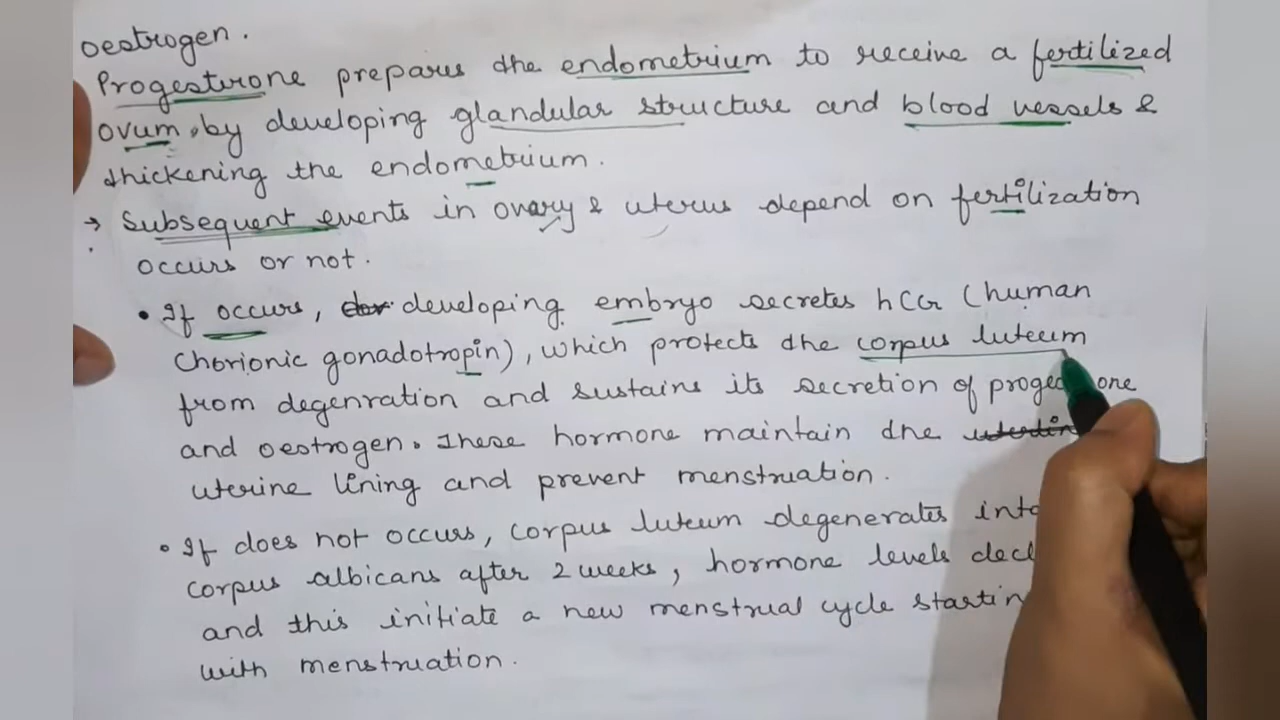 oestrogen.
Progesterone prepares the endometrium to receive a fertilized
ovum, by developing glandular structure and blood vessels &
thickening the endometrium.
→ Subsequent events in ovary & uterus depend on fertilization
occurs or not.
• If occurs, developing embryo secretes hCG (human
Chorionic gonadotropin), which protects the corpus luteum
from degenration and sustains its secretion of
and oestrogen. These hormone maintain the
uterine lining and prevent menstruation.
• If does not occurs, corpus luteum degenerates into
corpus albicans after 2 weeks, hormone levels
and this initiate a new menstrual cycle
with menstruation.